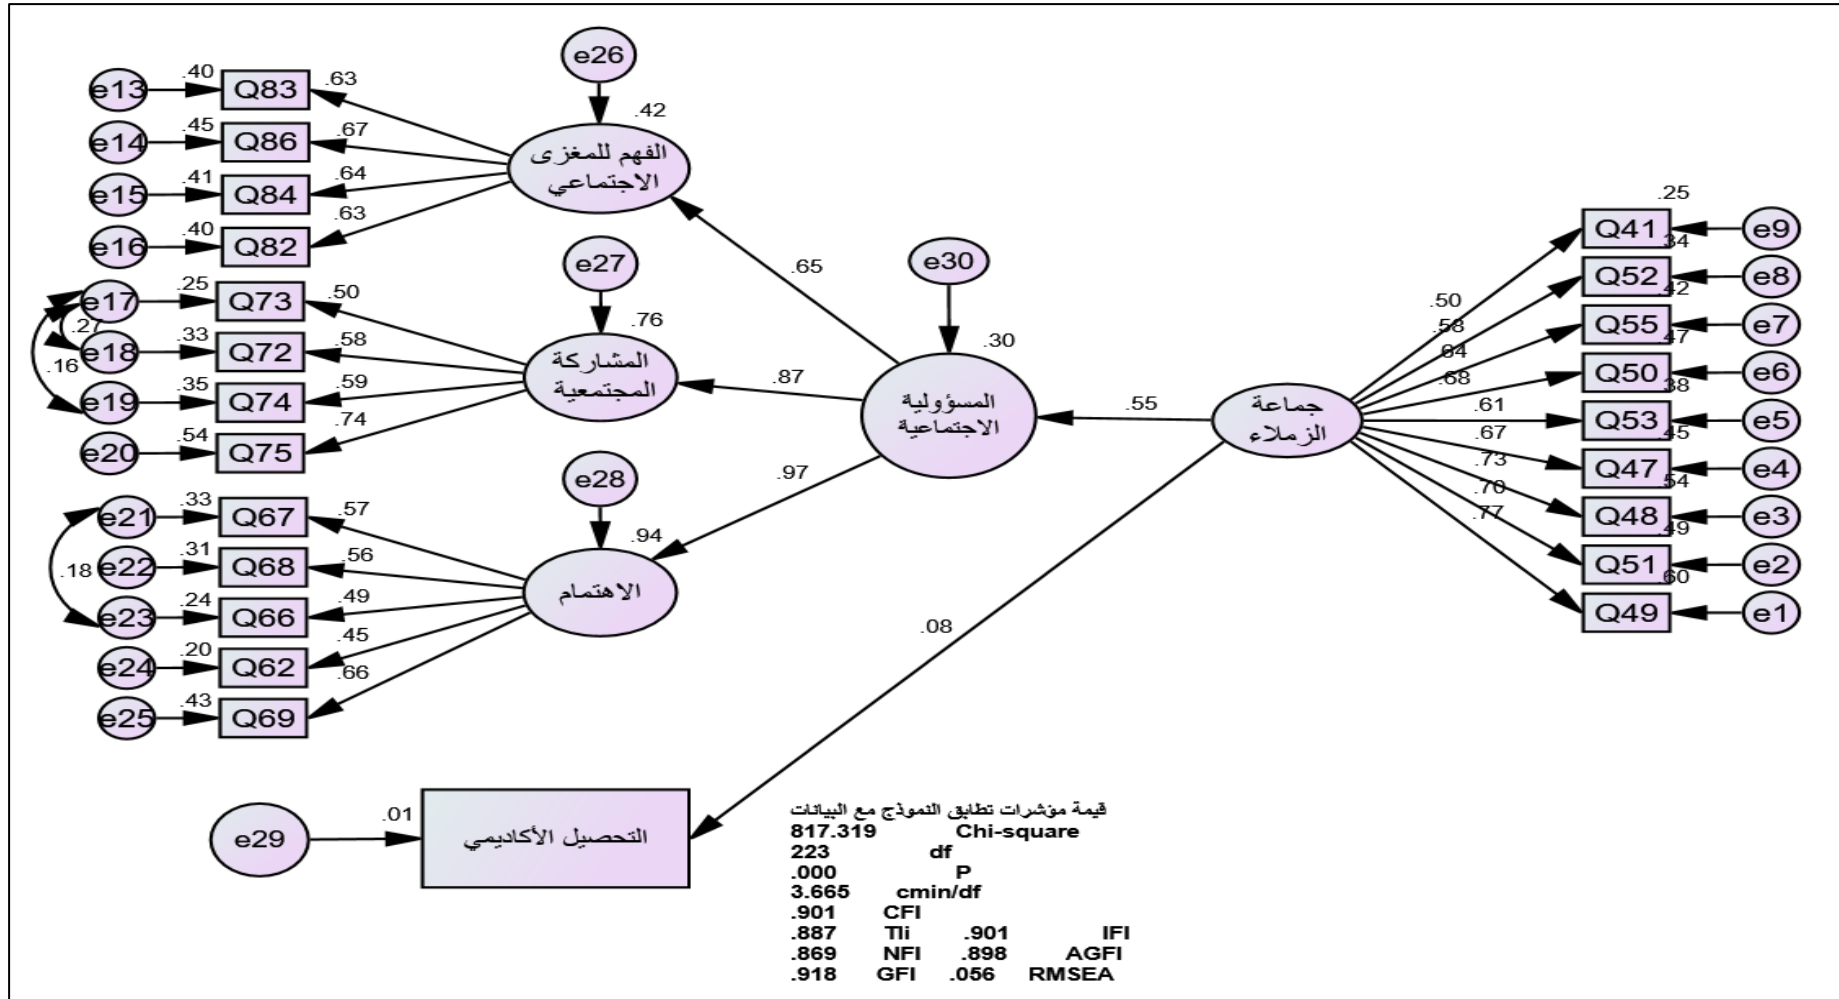 e26
.42
الفهم للمغزى
الاجتماعي
e13 .40 Q83 .63
e14 .45 Q86 .67
e15 .41 Q84 .64
e16 .40 Q82 .63
e27
.76
المشاركة
المجتمعية
e17 .25 Q73 .50
.27
e18 .33 Q72 .58
.16
e19 .35 Q74 .59
e20 .54 Q75 .74
e28
.94
الاهتمام
e21 .33 Q67 .57
e22 .31 Q68 .56
.18
e23 .24 Q66 .49
e24 .20 Q62 .45
e25 .43 Q69 .66
.65
.87
.97
e30
.30
المسؤولية
الاجتماعية
.55
جماعة
الزملاء
.08
.50 .25 Q41 e9
.58 .34 Q52 e8
.64 .42 Q55 e7
.68 .47 Q50 e6
.61 .38 Q53 e5
.67 .45 Q47 e4
.73 .54 Q48 e3
.70 .49 Q51 e2
.77 .60 Q49 e1
e29 .01
التحصيل الأكاديمي
قيمة مؤشرات تطابق النموذج مع البيانات
817.319 Chi-square
223 df
.000 P
3.665 cmin/df
.901 CFI
.887 Tli .901 IFI
.869 NFI .898 AGFI
.918 GFI .056 RMSEA